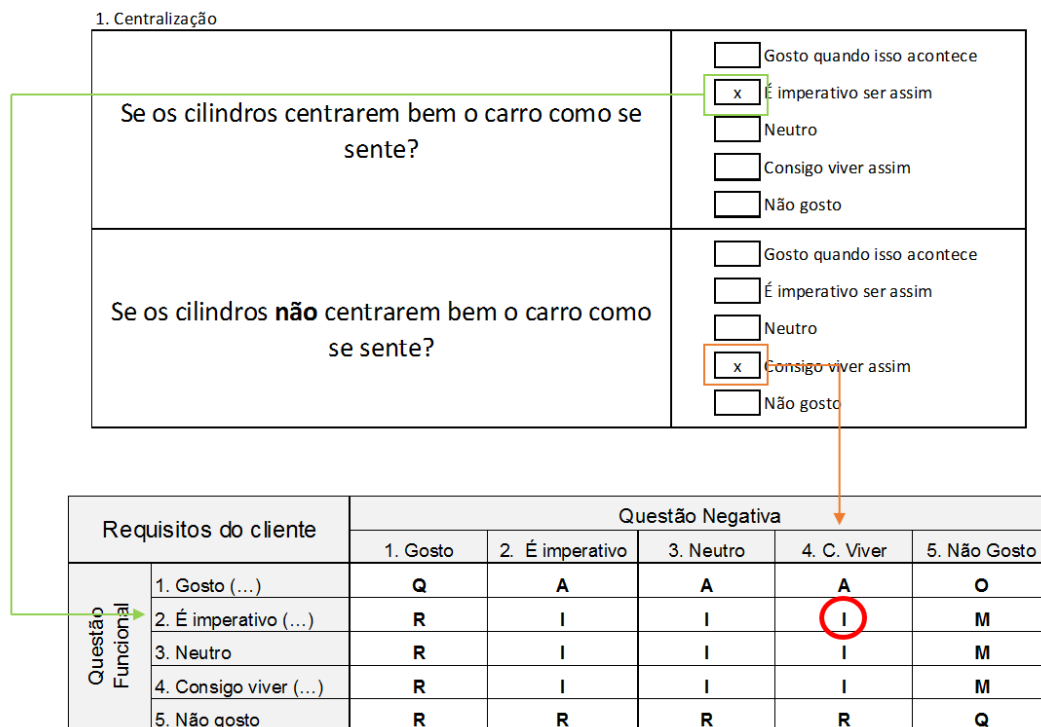 1. Centralização
Se os cilindros centrarem bem o carro como se
sente?
Gosto quando isso acontece
x É imperativo ser assim
Neutro
Consigo viver assim
Não gosto
Se os cilindros não centrarem bem o carro como
se sente?
Gosto quando isso acontece
É imperativo ser assim
Neutro
x Consigo viver assim
Não gosto
Requisitos do cliente
Questão Negativa
1. Gosto 2. É imperativo 3. Neutro 4. C. Viver 5. Não Gosto
Questão
Funcional
1. Gosto (...) Q A A A O
2. É imperativo (...) R I I I M
3. Neutro R I I I M
4. Consigo viver (...) R I I I M
5. Não gosto R R R R Q